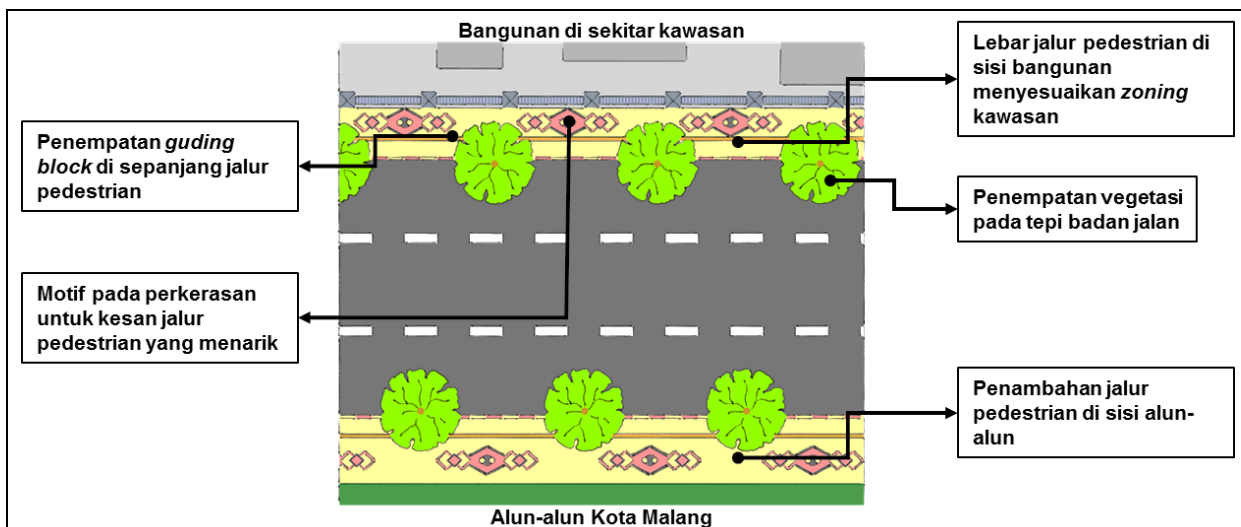 Bangunan di sekitar kawasan
Lebar jalur pedestrian di
sisi bangunan
menyesuaikan zoning
kawasan
Penempatan guding
block di sepanjang jalur
pedestrian
Penempatan vegetasi
pada tepi badan jalan
Motif pada perkerasan
untuk kesan jalur
pedestrian yang menarik
Penambahan jalur
pedestrian di sisi alun-
alun
Alun-alun Kota Malang